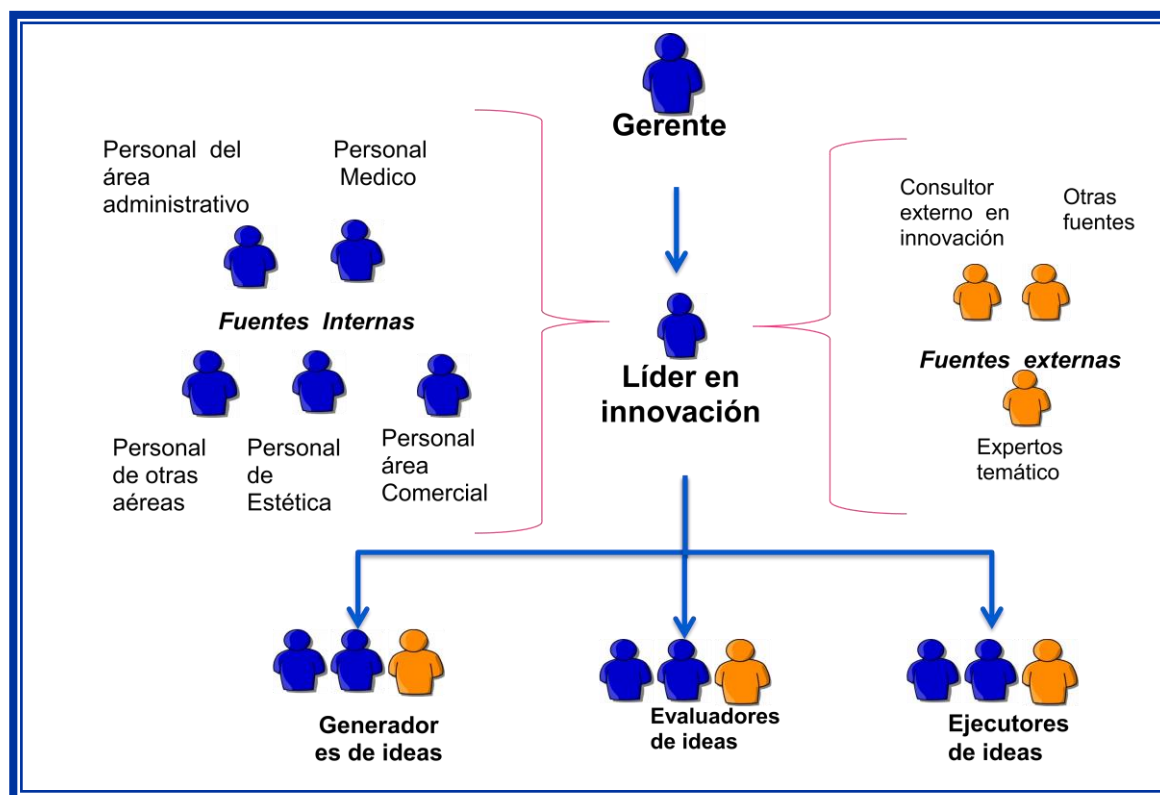 Gerente
Personal del
área
administrativo
Personal
Medico
Fuentes Internas
Personal
de otras
aéreas
Personal
de
Estética
Personal
área
Comercial
Líder en
innovación
Consultor
externo en
innovación
Otras
fuentes
Fuentes externas
Expertos
temático
Generador
es de ideas
Evaluadores
de ideas
Ejecutores
de ideas